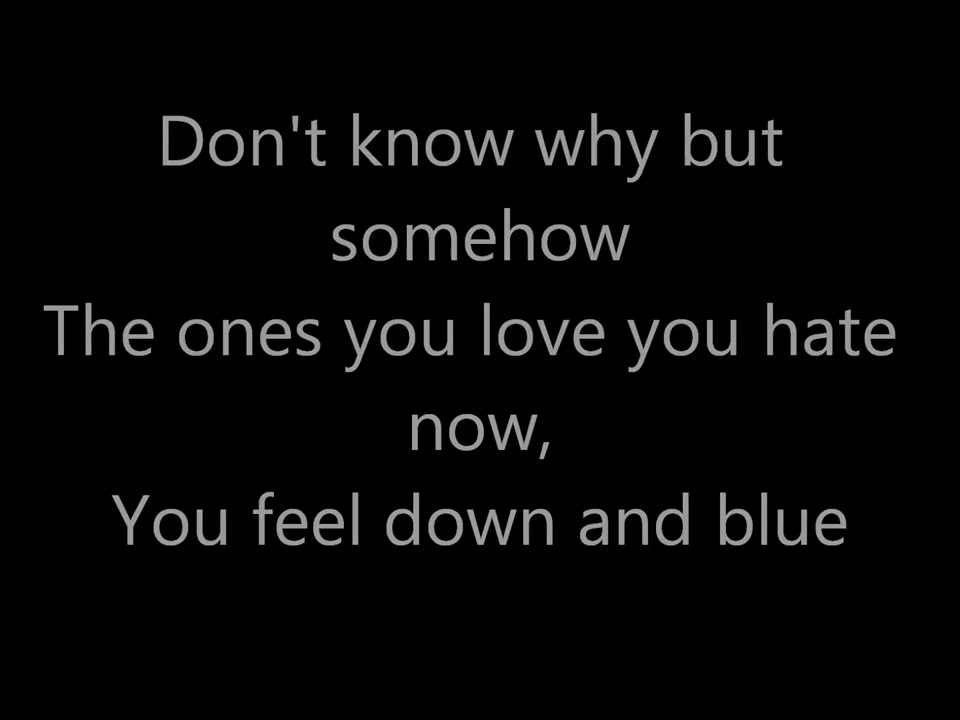 Don't know why but
somehow
The ones you love you hate
now,
You feel down and blue